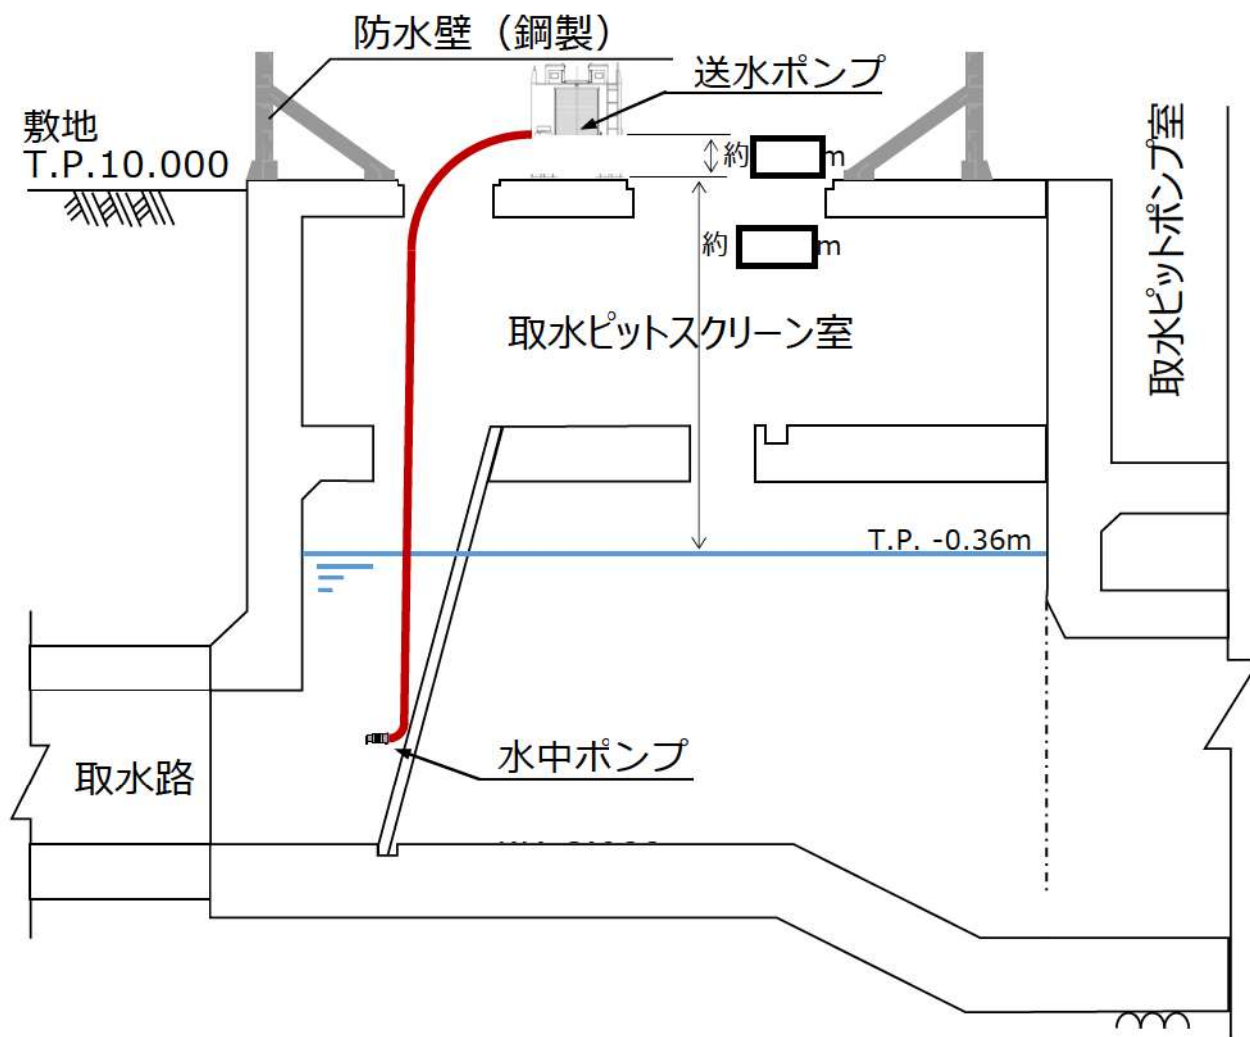 防水壁（鋼製）
送水ポンプ
敷地
T.P.10.000
約 m
約 m
取水ピットポンプ室
取水ピットスクリーン室
T.P. -0.36m
水中ポンプ
取水路